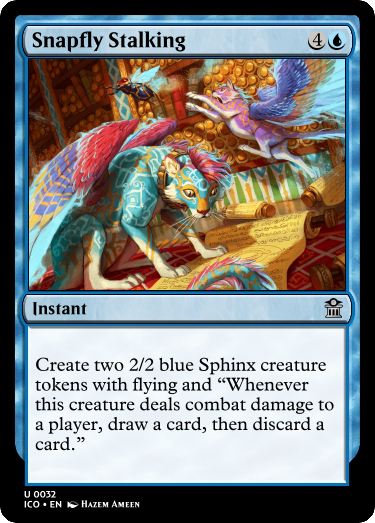 Snapfly Stalking 4
Instant
Create two 2/2 blue Sphinx creature
tokens with flying and “Whenever
this creature deals combat damage to
a player, draw a card, then discard a
card.”
U 0032
ICO • EN Hazem Ameen